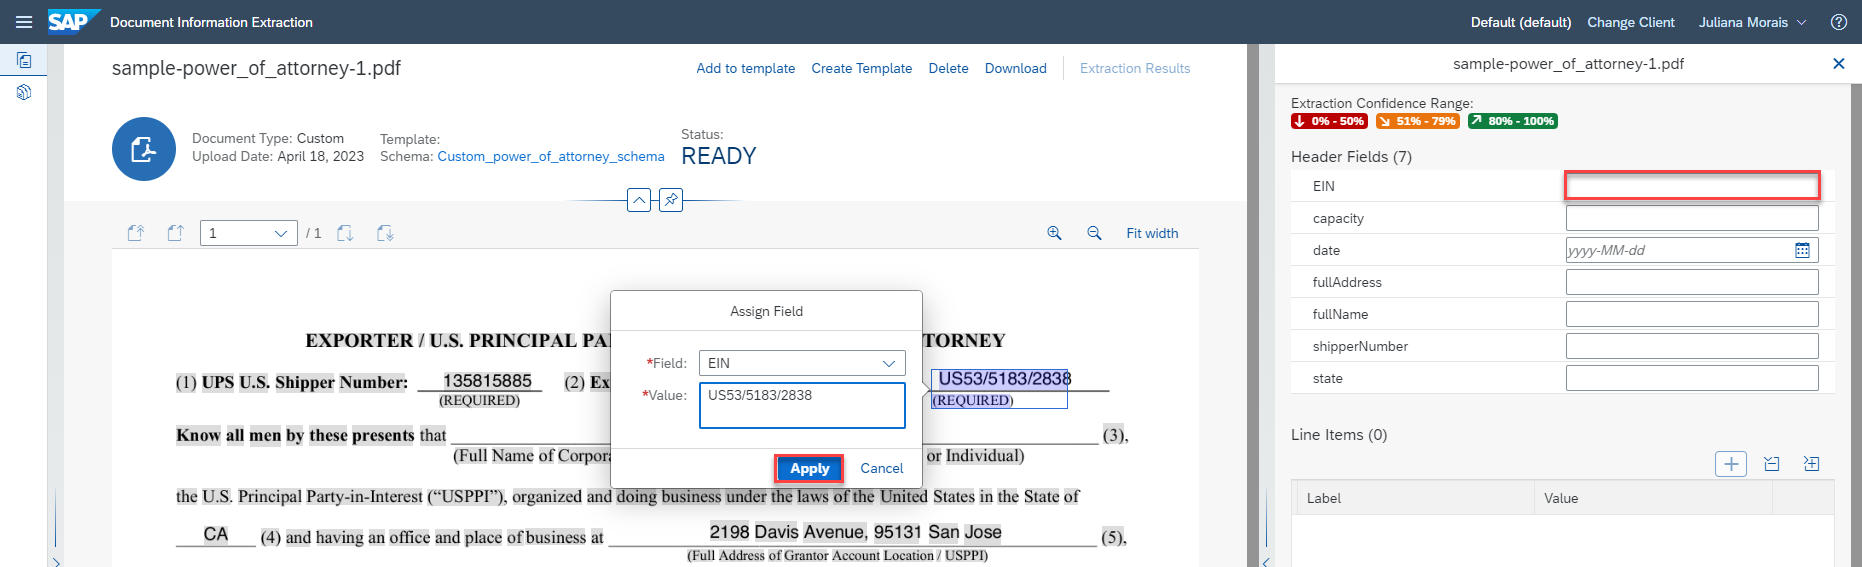 SAP Document Information Extraction Default (default) Change Client Juliana Morais
sample-power_of_attorney-1.pdf Add to template Create Template Delete Download Extraction Results
Document Type: Custom
Upload Date: April 18, 2023
Template:
Schema: Custom_power_of_attorney_schema
Status:
READY
1 / 1 Fit width
EXPORTER / U.S. PRINCIPAL PA TORNEY
(1) UPS U.S. Shipper Number: 135815885 (2) Ex US53/5183/2838
(REQUIRED) (REQUIRED)
Know all men by these presents that (3),
(Full Name of Corpora or Individual)
the U.S. Principal Party-in-Interest (“USPPI”), organized and doing business under the laws of the United States in the State of
CA (4) and having an office and place of business at 2198 Davis Avenue, 95131 San Jose (5),
(Full Address of Grantor Account Location / USPPI)
Assign Field
*Field: EIN
*Value: US53/5183/2838
Apply Cancel
sample-power_of_attorney-1.pdf
Extraction Confidence Range:
0% - 50% 51% - 79% 80% - 100%
Header Fields (7)
EIN
capacity
date yyyy-MM-dd
fullAddress
fullName
shipperNumber
state
Line Items (0)
Label Value